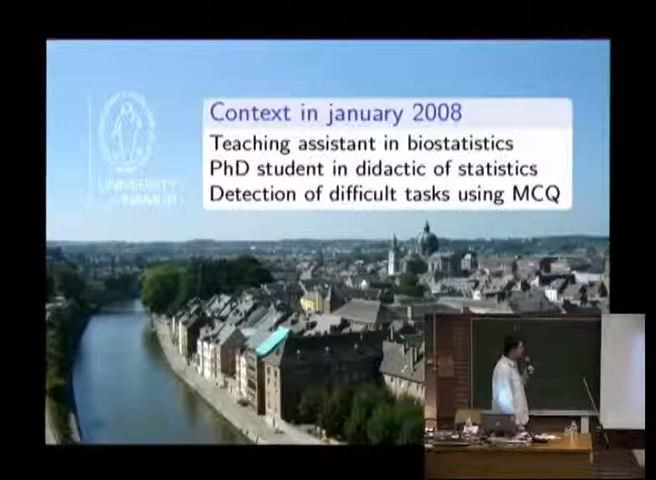 Context in january 2008
Teaching assistant in biostatistics
PhD student in didactic of statistics
Detection of difficult tasks using MCQ
UNIVERSITY
OF NAMUR